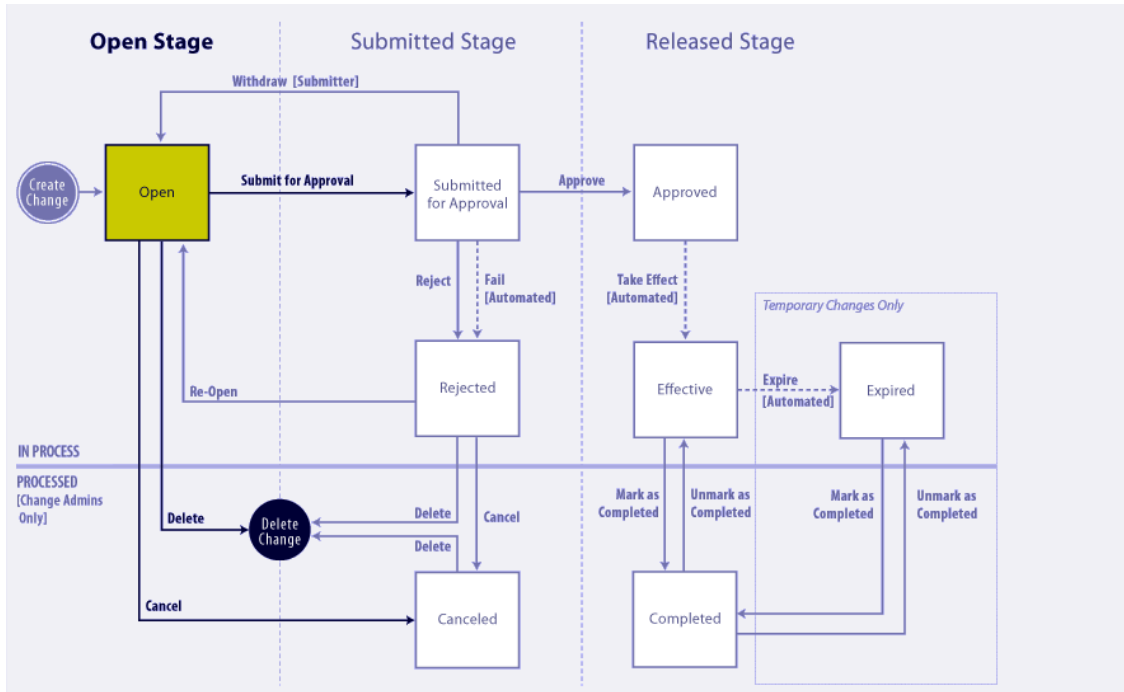 Open Stage
Submitted Stage
Released Stage
Withdraw [Submitter]
Create
Change
Open
Submit for Approval
Submitted
for Approval
Approve
Approved
Reject
Fail
[Automated]
Take Effect
[Automated]
Temporary Changes Only
Re-Open
Rejected
Effective
Expire
[Automated]
Expired
IN PROCESS
PROCESSED
[Change Admins
Only]
Delete
Delete
Change
Delete
Delete
Cancel
Mark as
Completed
Unmark as
Completed
Mark as
Completed
Unmark as
Completed
Cancel
Canceled
Completed